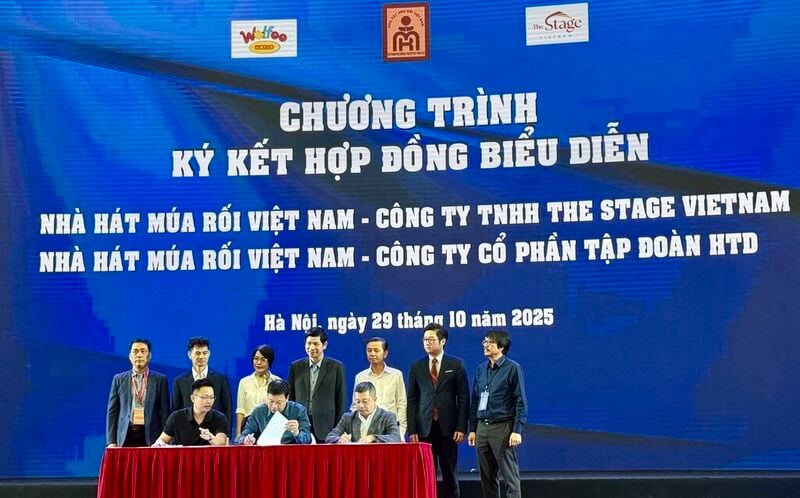 Wolfoo
The Stage
VIETNAM
CHƯƠNG TRÌNH
KÝ KẾT HỢP ĐỒNG BIỂU DIỄN
NHÀ HÁT MÚA RỐI VIỆT NAM - CÔNG TY TNHH THE STAGE VIETNAM
NHÀ HÁT MÚA RỐI VIỆT NAM - CÔNG TY CỔ PHẦN TẬP ĐOÀN HTD
Hà Nội, ngày 29 tháng 10 năm 2025